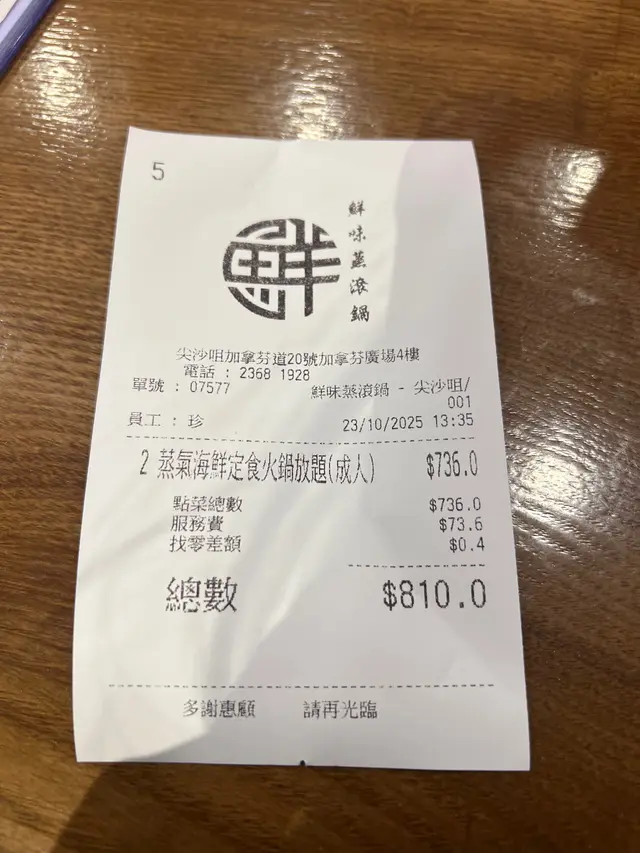 5
鮮
鮮味蒸滾鍋
尖沙咀加拿芬道20號加拿芬廣場4樓
電話 : 2368 1928
單號 : 07577 鮮味蒸滾鍋 - 尖沙咀/
001
員工 : 珍 23/10/2025 13:35
2 蒸氣海鮮定食火鍋放題(成人) $736.0
點菜總數 $736.0
服務費 $73.6
找零差額 $0.4
總數 $810.0
多謝惠顧 請再光臨